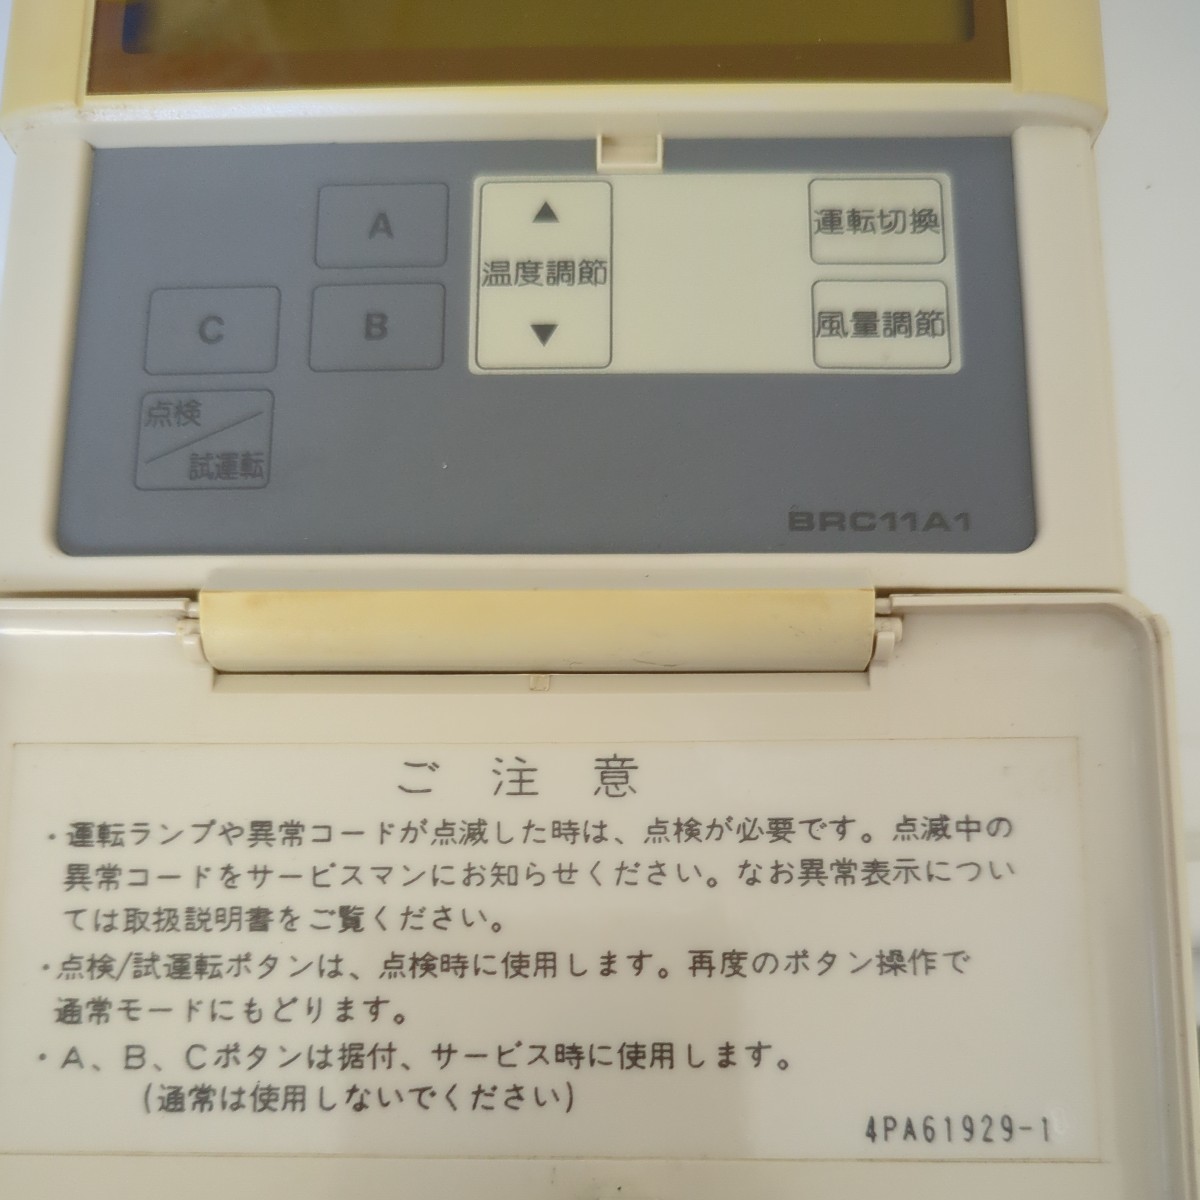 A
▲
温度調節
▼
運転切換
C
B
風量調節
点検/試運転
BRC11A1
ご注意
・運転ランプや異常コードが点滅した時は、点検が必要です。点滅中の
異常コードをサービスマンにお知らせください。なお異常表示につい
ては取扱説明書をご覧ください。
・点検/試運転ボタンは、点検時に使用します。再度のボタン操作で
通常モードにもどります。
・A、B、Cボタンは据付、サービス時に使用します。
(通常は使用しないでください)
4PA61929-1